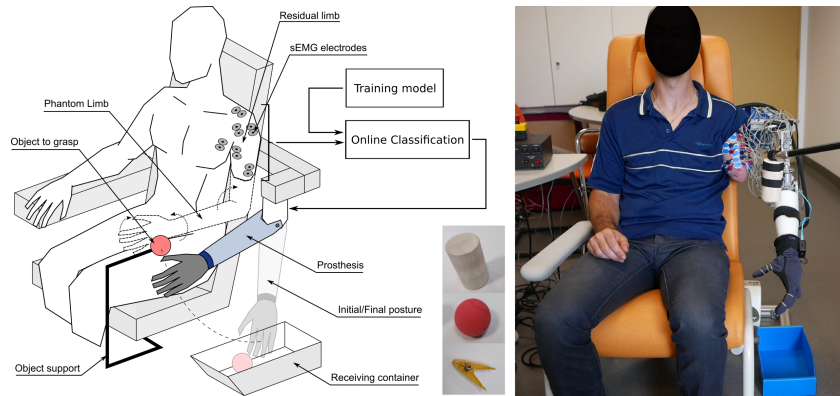 Residual limb
sEMG electrodes
Training model
Phantom Limb
Object to grasp
Online Classification
Prosthesis
Initial/Final posture
Object support
Receiving container